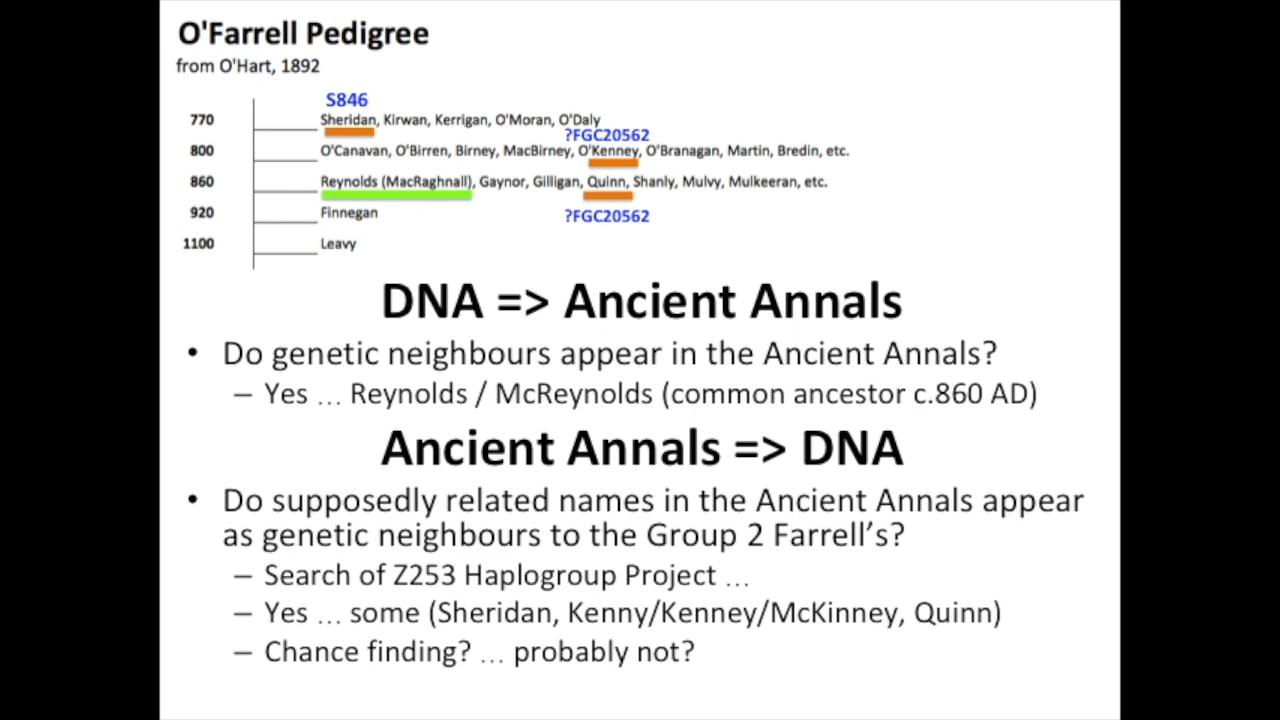 O'Farrell Pedigree
from O'Hart, 1892
S846
770 Sheridan, Kirwan, Kerrigan, O'Moran, O'Daly
?FGC20562
800 O'Canavan, O'Birren, Birney, MacBirney, O'Kenney, O'Branagan, Martin, Bredin, etc.
860 Reynolds (MacRaghnall), Gaynor, Gilligan, Quinn, Shanly, Mulvy, Mulkeeran, etc.
920 Finnegan
?FGC20562
1100 Leavy
DNA => Ancient Annals
• Do genetic neighbours appear in the Ancient Annals?
– Yes … Reynolds / McReynolds (common ancestor c.860 AD)
Ancient Annals => DNA
• Do supposedly related names in the Ancient Annals appear
as genetic neighbours to the Group 2 Farrell’s?
– Search of Z253 Haplogroup Project …
– Yes … some (Sheridan, Kenny/Kenney/McKinney, Quinn)
– Chance finding? … probably not?